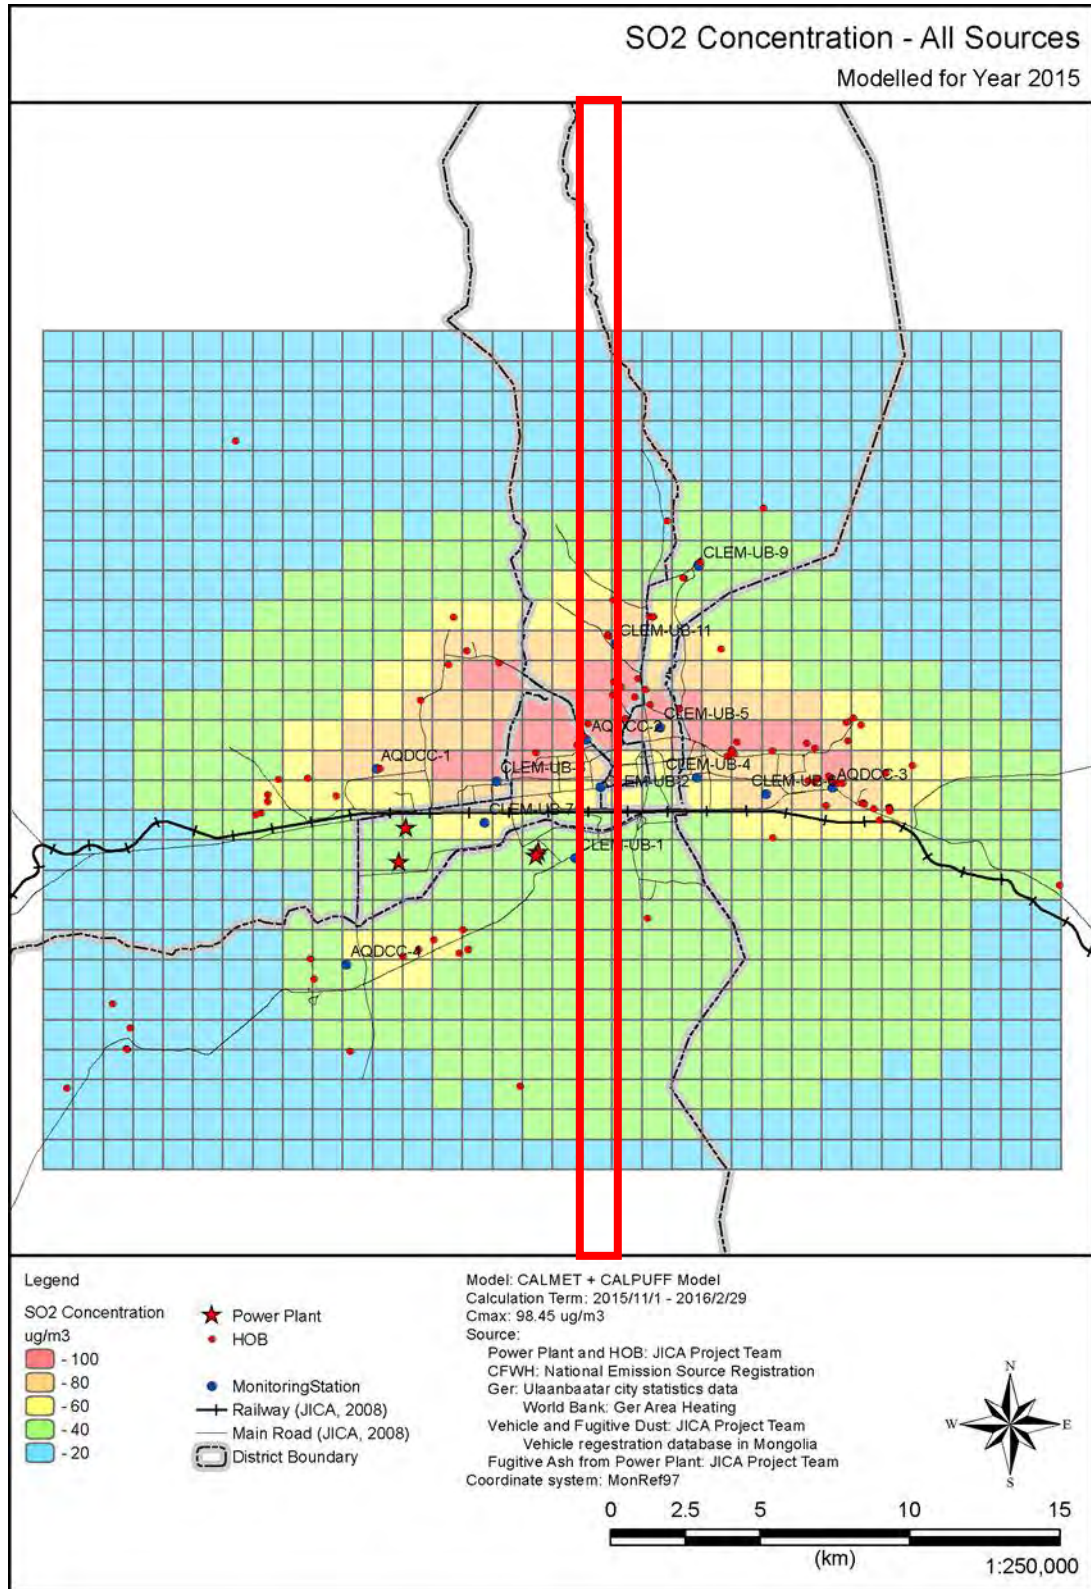 SO2 Concentration - All Sources
Modelled for Year 2015
CLEM-UB-9
CLEM-UB-11
CLEM-UB-5
AQDCC-2
AQDCC-1
CLEM-UB-4
AQDCC-3
CLEM-UB-2
CLEM-UB-7
CLEM-UB-1
AQDCC-4
Legend
SO2 Concentration
ug/m3
- 100
- 80
- 60
- 40
- 20
Power Plant
HOB
MonitoringStation
Railway (JICA, 2008)
Main Road (JICA, 2008)
District Boundary
Model: CALMET + CALPUFF Model
Calculation Term: 2015/11/1 - 2016/2/29
Cmax: 98.45 ug/m3
Source:
Power Plant and HOB: JICA Project Team
CFWH: National Emission Source Registration
Ger: Ulaanbaatar city statistics data
World Bank: Ger Area Heating
Vehicle and Fugitive Dust: JICA Project Team
Vehicle regestration database in Mongolia
Fugitive Ash from Power Plant: JICA Project Team
Coordinate system: MonRef97
N
W E
S
0 2.5 5 10 15
(km)
1:250,000